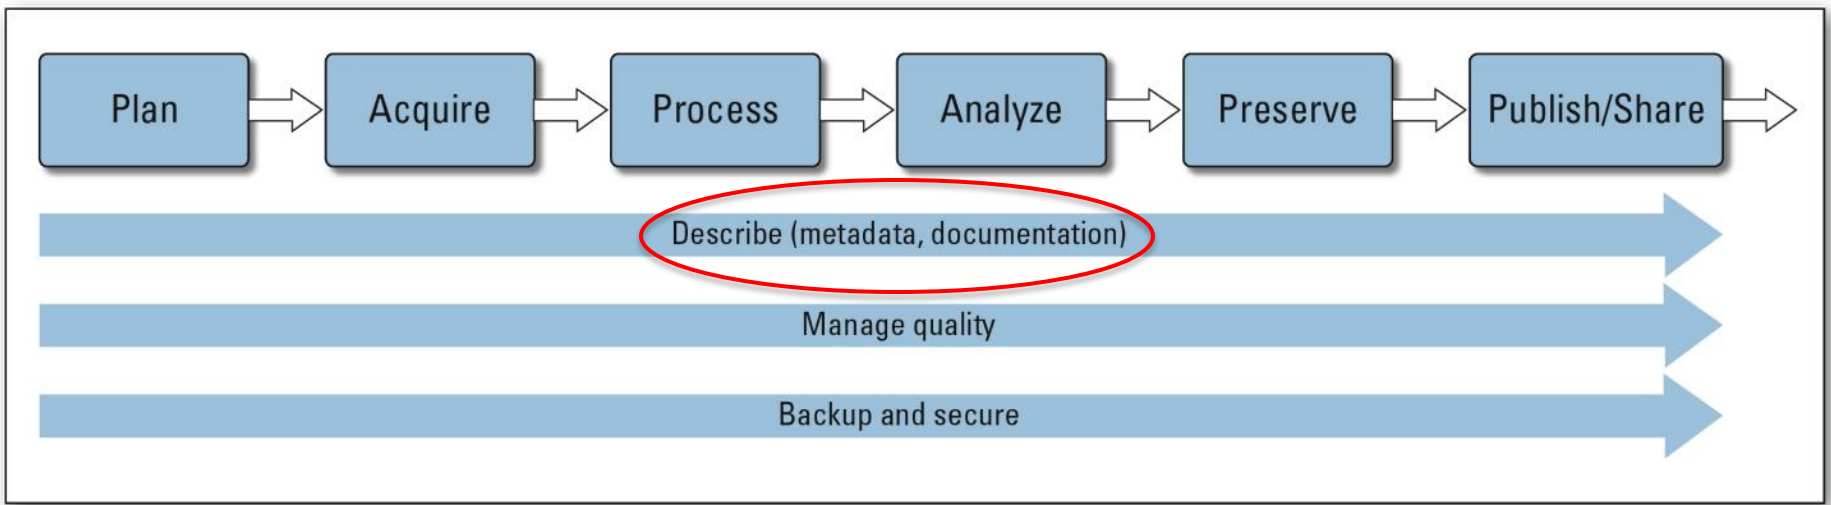 Plan
Acquire
Process
Analyze
Preserve
Publish/Share
Describe (metadata, documentation)
Manage quality
Backup and secure